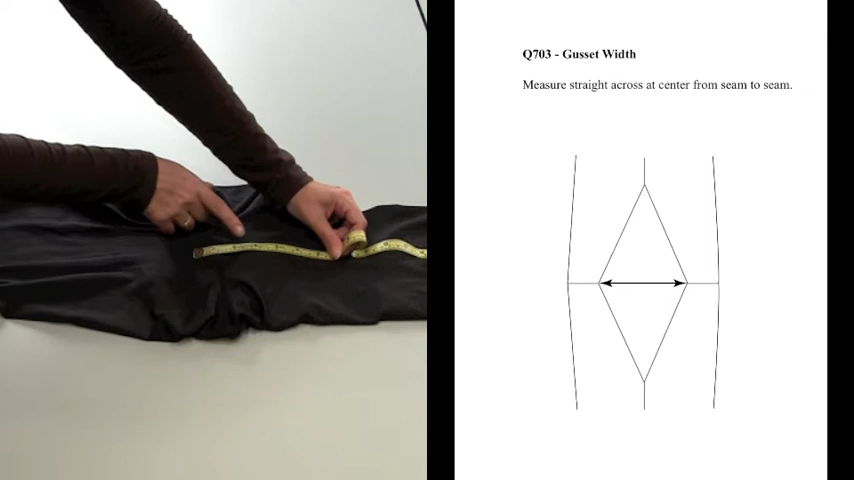 Q703 - Gusset Width
Measure straight across at center from seam to seam.